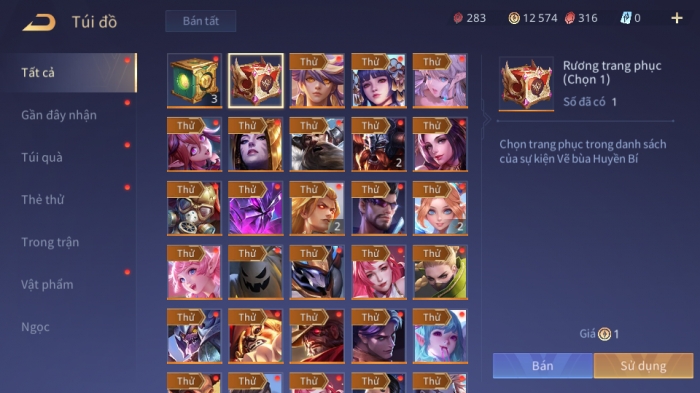 Túi đồ
Bán tất
283
12 574
316
0
+
Tất cả
Gần đây nhận
Túi quà
Thẻ thử
Trong trận
Vật phẩm
Ngọc
3
Thử Thử Thử
Thử Thử Thử Thử Thử
2
Thử Thử Thử Thử Thử
2
2
Thử Thử Thử Thử Thử
Thử Thử Thử Thử Thử
Thử Thử Thử Thử Thử
Rương trang phục
(Chọn 1)
Số đã có 1
Chọn trang phục trong danh sách
của sự kiện Vẽ bùa Huyền Bí
Giá 1
Bán
Sử dụng